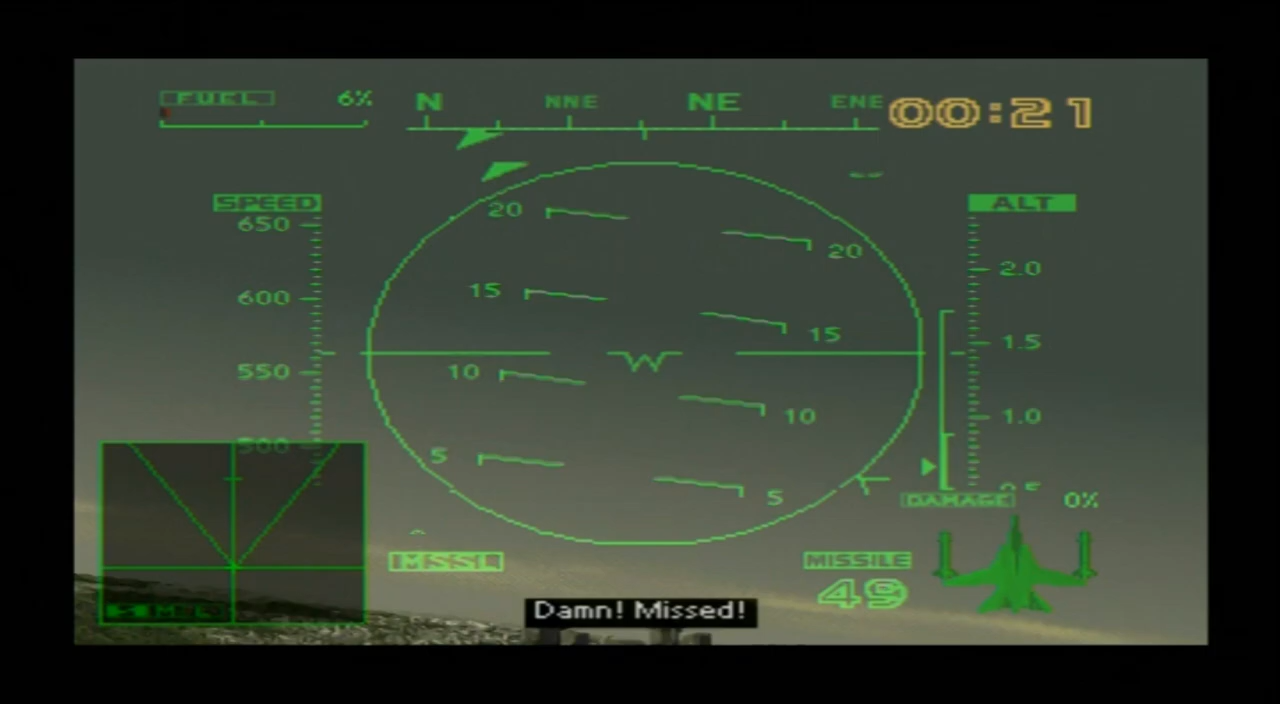 FUEL 6%
N NNE NE ENE
00:21
SPEED
650
600
550
500
20 20
15 15
10 10
5 5
ALT
2.0
1.5
1.0
DAMAGE 0%
MISSILE
49
Damn! Missed!